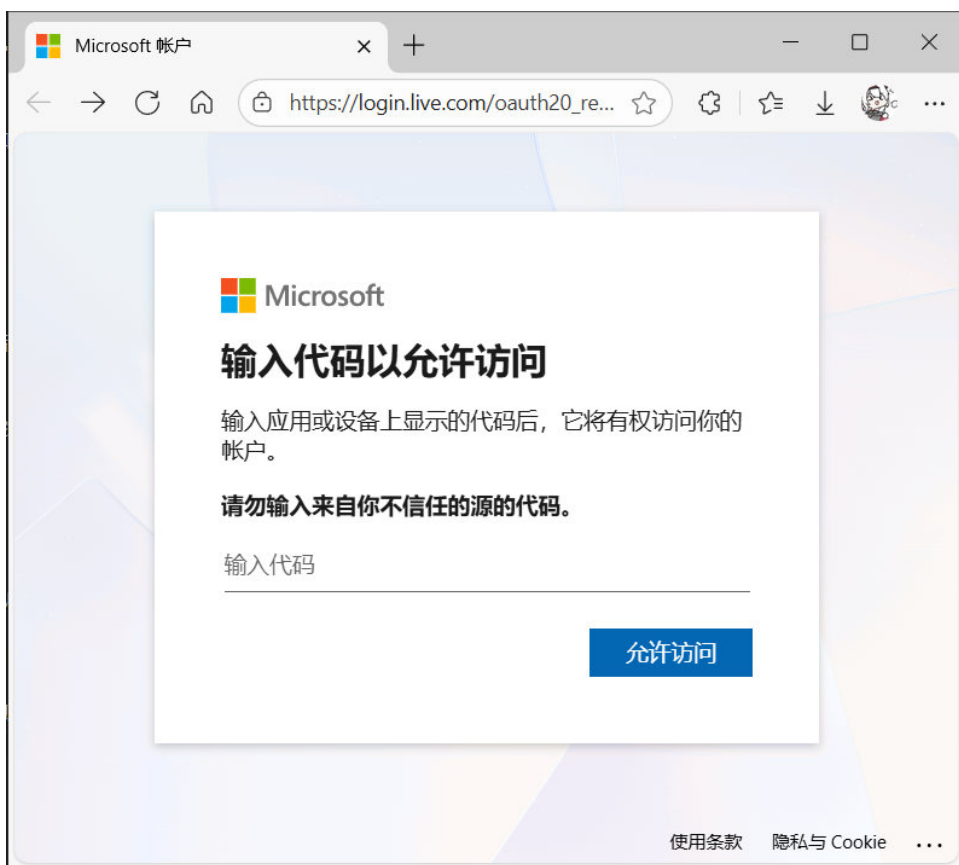 Microsoft 帐户
https://login.live.com/oauth20_re...
Microsoft
输入代码以允许访问
输入应用或设备上显示的代码后，它将有权访问你的
帐户。
请勿输入来自你不信任的源的代码。
输入代码
允许访问
使用条款 隐私与 Cookie ...